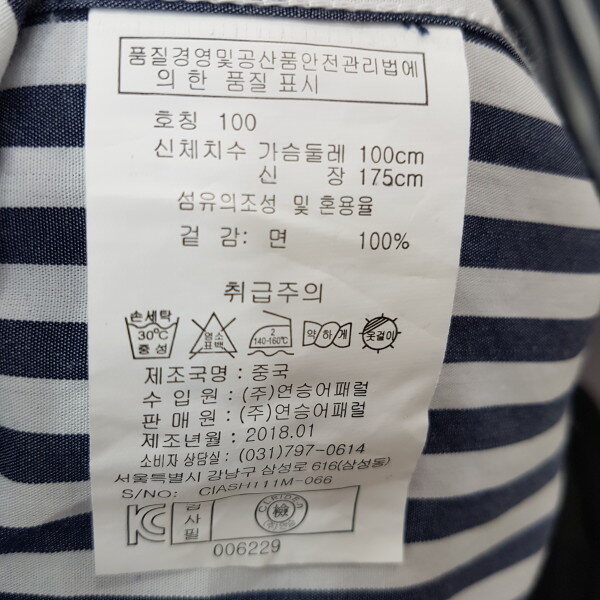 품질경영및공산품안전관리법에
의 한 품질 표시
호칭 100
신체치수 가슴둘레 100cm
신 장 175cm
섬유의조성 및 혼용율
겉 감: 면 100%
취급주의
손세탁
30℃
중성
염소
표백
2
140-160℃
약하게
옷걸이
제조국명 : 중국
수 입 원 : (주)연승어패럴
판 매 원 : (주)연승어패럴
제조년월 : 2018.01
소비자 상담실 : (031)797-0614
서울특별시 강남구 삼성로 616(삼성동)
S/NO: CIASH111M-066
검
사
필
檢
006229